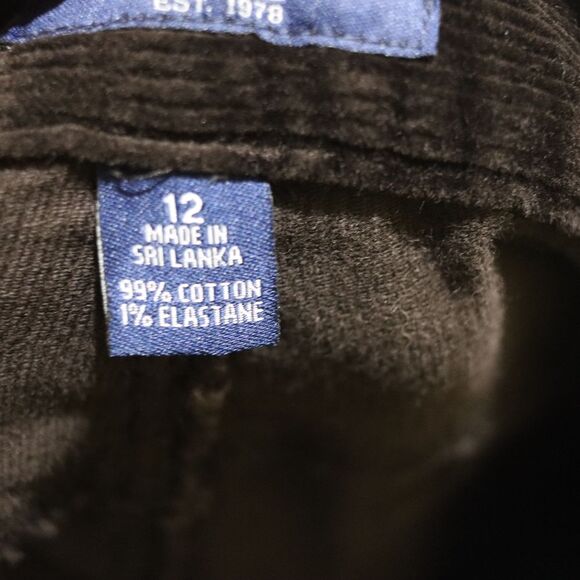 EST. 1978
12
MADE IN
SRI LANKA
99% COTTON
1% ELASTANE